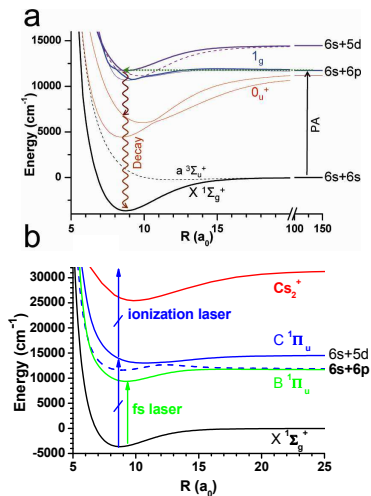 a
15000
10000
5000
0
Energy (cm⁻¹)
6s+5d
6s+6p
6s+6s
1g
0u⁺
Decay
PA
a ³Σu⁺
X ¹Σg⁺
5 10 15 20 100 150
R (a₀)
b
30000
25000
20000
15000
10000
5000
0
-5000
Energy (cm⁻¹)
Cs₂⁺
ionization laser
C ¹Πu
6s+5d
6s+6p
fs laser
B ¹Πu
X ¹Σg⁺
5 10 15 20 25
R (a₀)